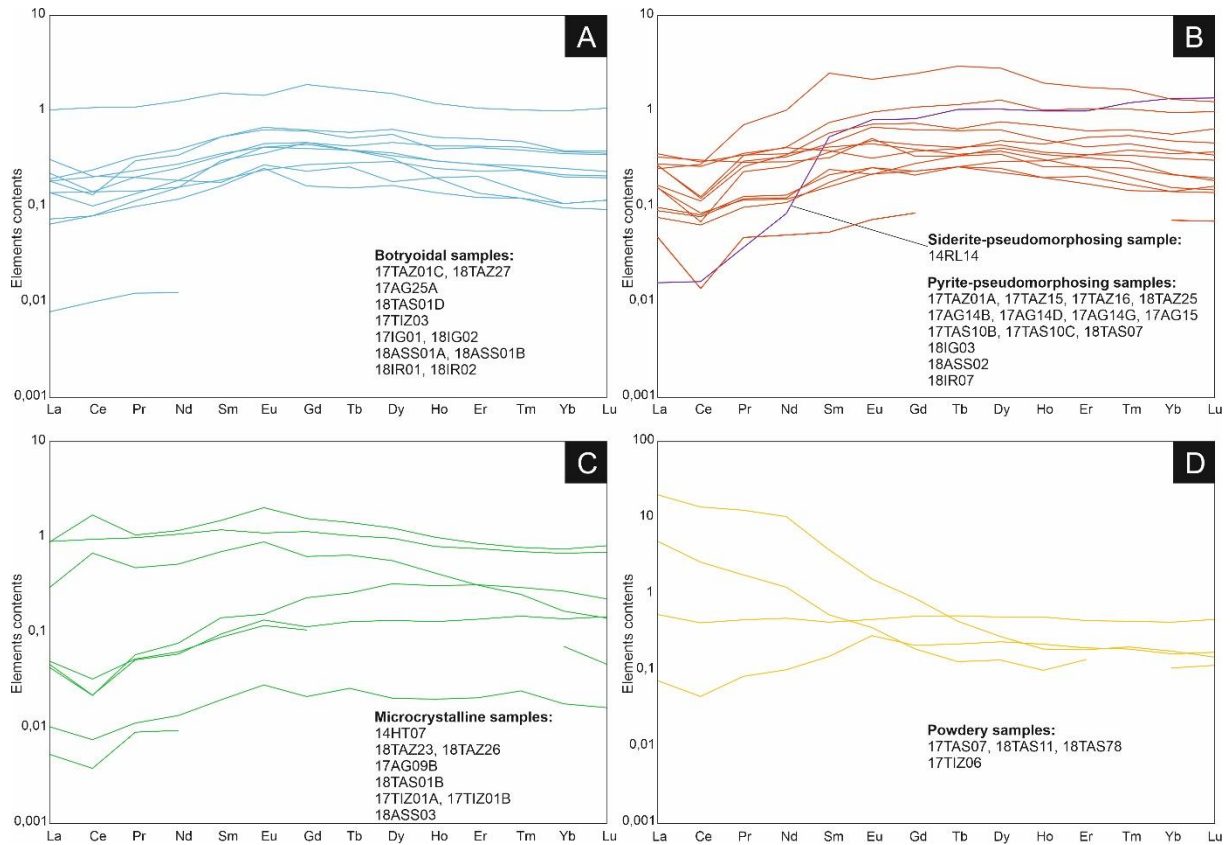 A
10
1
0,1
0,01
0,001
Elements contents
Botryoidal samples:
17TAZ01C, 18TAZ27
17AG25A
18TAS01D
17TIZ03
17IG01, 18IG02
18ASS01A, 18ASS01B
18IR01, 18IR02
La Ce Pr Nd Sm Eu Gd Tb Dy Ho Er Tm Yb Lu
B
10
1
0,1
0,01
0,001
Elements contents
Siderite-pseudomorphosing sample:
14RL14
Pyrite-pseudomorphosing samples:
17TAZ01A, 17TAZ15, 17TAZ16, 18TAZ25
17AG14B, 17AG14D, 17AG14G, 17AG15
17TAS10B, 17TAS10C, 18TAS07
18IG03
18ASS02
18IR07
La Ce Pr Nd Sm Eu Gd Tb Dy Ho Er Tm Yb Lu
C
10
1
0,1
0,01
0,001
Elements contents
Microcrystalline samples:
14HT07
18TAZ23, 18TAZ26
17AG09B
18TAS01B
17TIZ01A, 17TIZ01B
18ASS03
La Ce Pr Nd Sm Eu Gd Tb Dy Ho Er Tm Yb Lu
D
100
10
1
0,1
0,01
0,001
Elements contents
Powdery samples:
17TAS07, 18TAS11, 18TAS78
17TIZ06
La Ce Pr Nd Sm Eu Gd Tb Dy Ho Er Tm Yb Lu